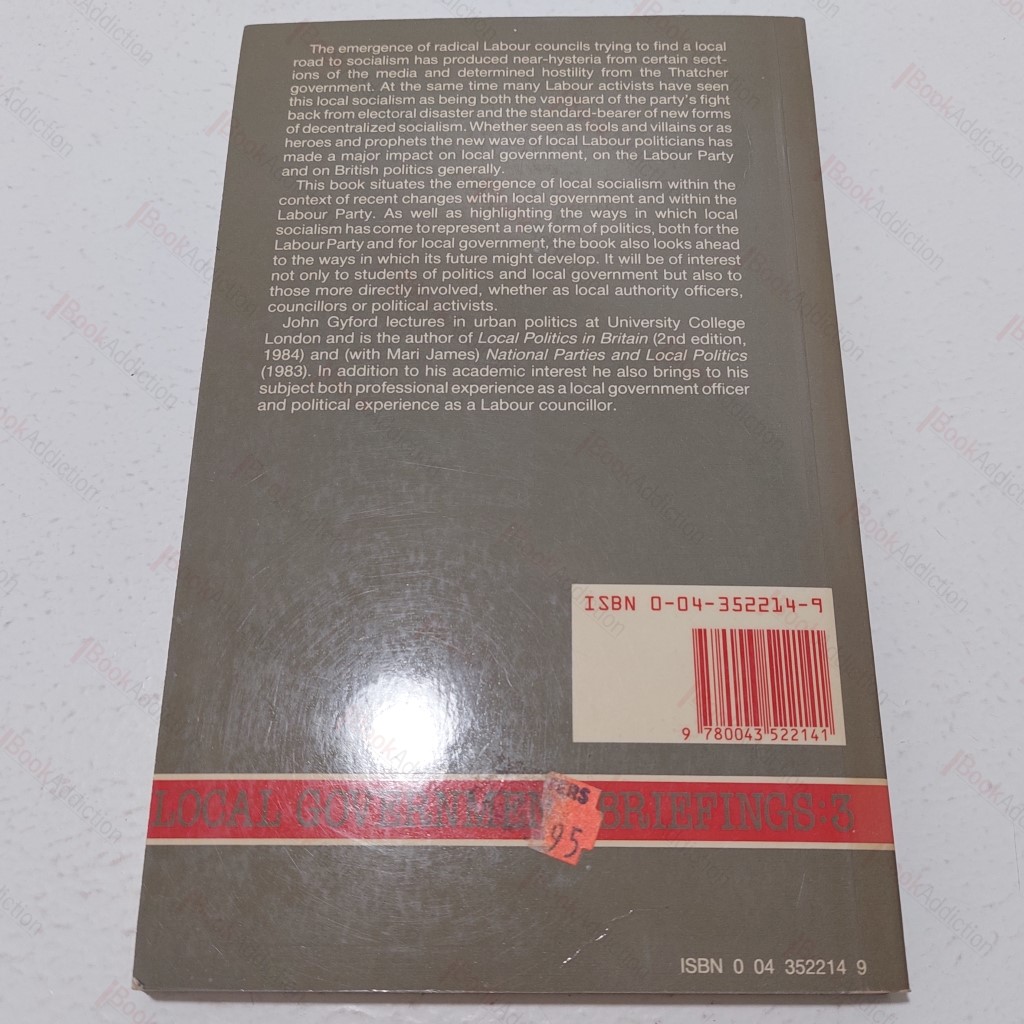 The emergence of radical Labour councils trying to find a local
road to socialism has produced near-hysteria from certain sect-
ions of the media and determined hostility from the Thatcher
government. At the same time many Labour activists have seen
this local socialism as being both the vanguard of the party's fight
back from electoral disaster and the standard-bearer of new forms
of decentralized socialism. Whether seen as fools and villains or as
heroes and prophets the new wave of local Labour politicians has
made a major impact on local government, on the Labour Party
and on British politics generally.
This book situates the emergence of local socialism within the
context of recent changes within local government and within the
Labour Party. As well as highlighting the ways in which local
socialism has come to represent a new form of politics, both for the
Labour Party and for local government, the book also looks ahead
to the ways in which its future might develop. It will be of interest
not only to students of politics and local government but also to
those more directly involved, whether as local authority officers,
councillors or political activists.
John Gyford lectures in urban politics at University College
London and is the author of Local Politics in Britain (2nd edition,
1984) and (with Mari James) National Parties and Local Politics
(1983). In addition to his academic interest he also brings to his
subject both professional experience as a local government officer
and political experience as a Labour councillor.
ISBN 0-04-352214-9
9 780043 522141
LOCAL GOVERNMEN BRIEFINGS:3
95
ISBN 0 04 352214 9
BookAddiction